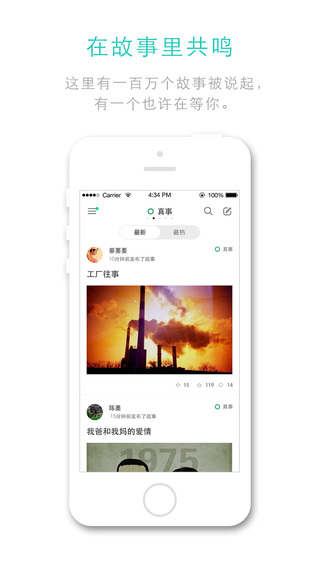 在故事里共鸣
这里有一百万个故事被说起，
有一个也许在等你。
Carrier 4:34 PM
真事
最新 最热
蔡要要 真事
10分钟前发布了故事
工厂往事
15 119 14
陈墨 真事
15分钟前发布了故事
我爸和我妈的爱情
1975